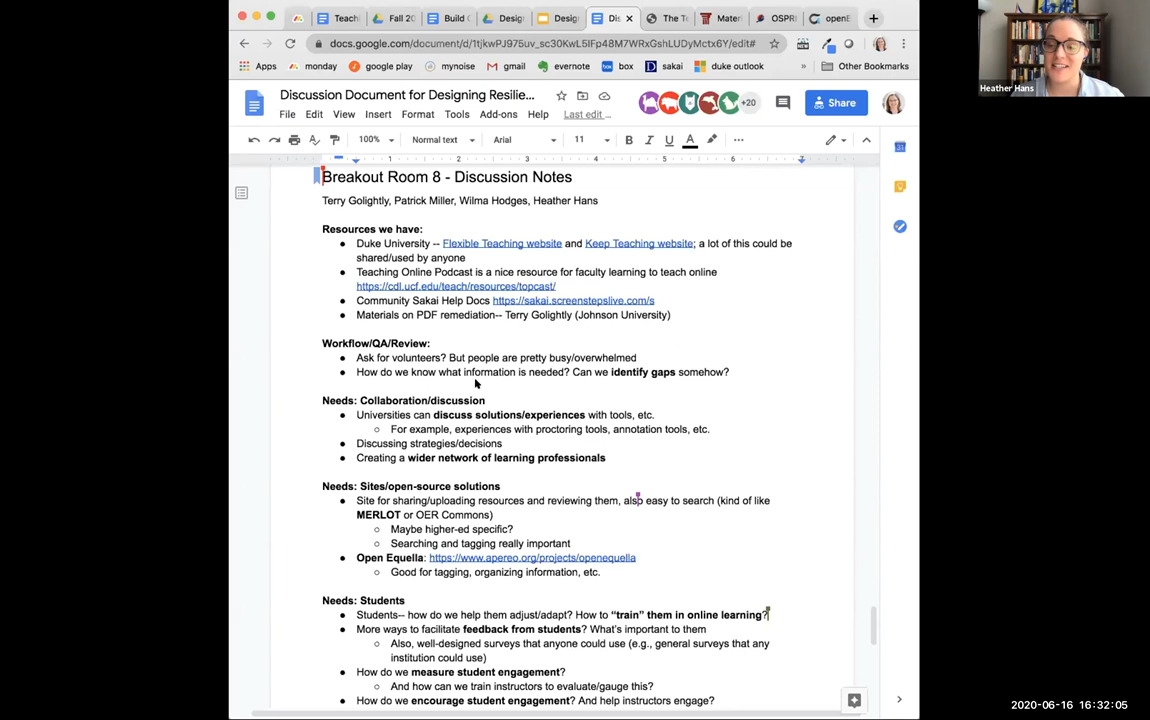 Teach
Fall 20
Build
Desig
Desig
Dis
The T
Mater
OSPR
openE
docs.google.com/document/d/1tjkwPJ975uv_sc30KwL5IFp48M7WRxGshLUDyMctx6Y/edit#
Apps
monday
google play
mynoise
gmail
evernote
box
sakai
duke outlook
»
Other Bookmarks
Heather Hans
Discussion Document for Designing Resilie...
+20
Share
File Edit View Insert Format Tools Add-ons Help Last edit ...
100% Normal text Arial 11
1 2 3 4 5 6 7
Breakout Room 8 - Discussion Notes
Terry Golightly, Patrick Miller, Wilma Hodges, Heather Hans
Resources we have:
● Duke University -- Flexible Teaching website and Keep Teaching website; a lot of this could be
shared/used by anyone
● Teaching Online Podcast is a nice resource for faculty learning to teach online
https://cdl.ucf.edu/teach/resources/topcast/
● Community Sakai Help Docs https://sakai.screenstepslive.com/s
● Materials on PDF remediation-- Terry Golightly (Johnson University)
Workflow/QA/Review:
● Ask for volunteers? But people are pretty busy/overwhelmed
● How do we know what information is needed? Can we identify gaps somehow?
Needs: Collaboration/discussion
● Universities can discuss solutions/experiences with tools, etc.
○ For example, experiences with proctoring tools, annotation tools, etc.
● Discussing strategies/decisions
● Creating a wider network of learning professionals
Needs: Sites/open-source solutions
● Site for sharing/uploading resources and reviewing them, also easy to search (kind of like
MERLOT or OER Commons)
○ Maybe higher-ed specific?
○ Searching and tagging really important
● Open Equella: https://www.apereo.org/projects/openequella
○ Good for tagging, organizing information, etc.
Needs: Students
● Students-- how do we help them adjust/adapt? How to “train” them in online learning?
● More ways to facilitate feedback from students? What’s important to them
○ Also, well-designed surveys that anyone could use (e.g., general surveys that any
institution could use)
● How do we measure student engagement?
○ And how can we train instructors to evaluate/gauge this?
● How do we encourage student engagement? And help instructors engage?
2020-06-16 16:32:05